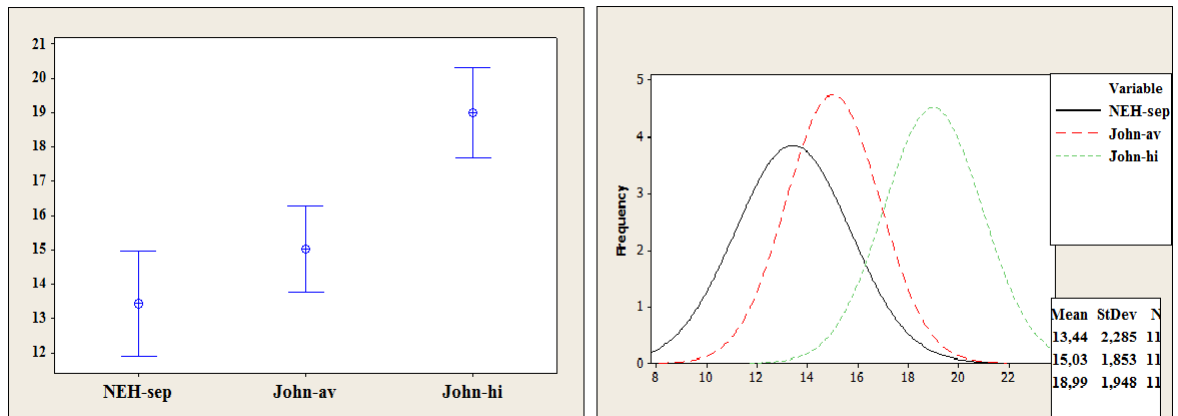 21
20
19
18
17
16
15
14
13
12
NEH-sep John-av John-hi
Frequency
5
4
3
2
1
0
8 10 12 14 16 18 20 22
Variable
NEH-sep
John-av
John-hi
Mean StDev N
13,44 2,285 11
15,03 1,853 11
18,99 1,948 11